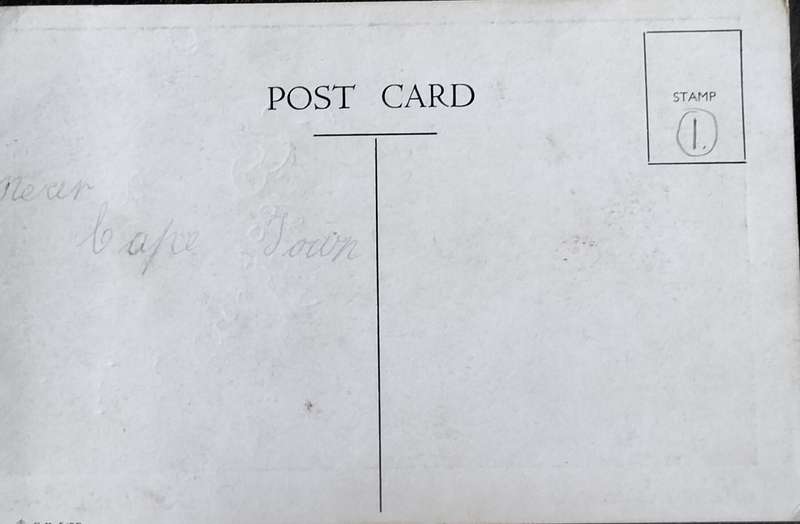 POST CARD
STAMP
1.
near
Cape Town